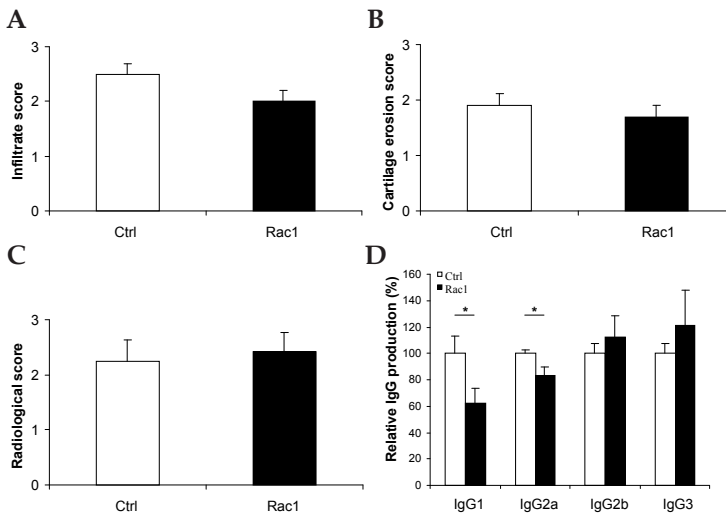 A
3
2
1
0
Infiltrate score
Ctrl Rac1
B
3
2
1
0
Cartilage erosion score
Ctrl Rac1
C
3
2
1
0
Radiological score
Ctrl Rac1
D
160
140
120
100
80
60
40
20
0
Relative IgG production (%)
Ctrl
Rac1
* *
IgG1 IgG2a IgG2b IgG3